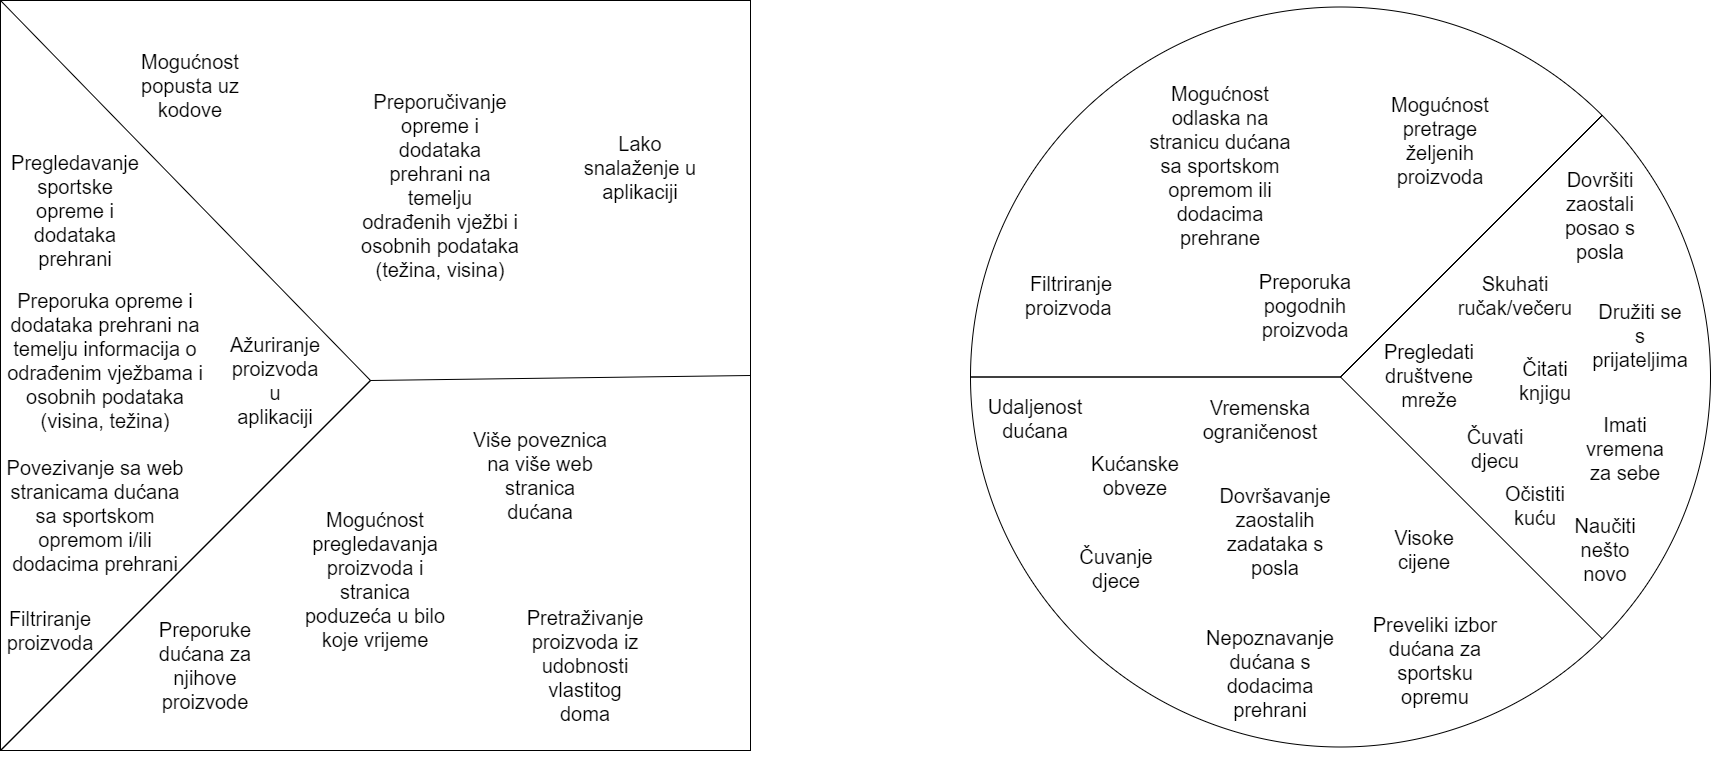 Mogućnost
popusta uz
kodove
Preporučivanje
opreme i
dodataka
prehrani na
temelju
odrađenih vježbi i
osobnih podataka
(težina, visina)
Lako
snalaženje u
aplikaciji
Pregledavanje
sportske
opreme i
dodataka
prehrani
Preporuka opreme i
dodataka prehrani na
temelju informacija o
odrađenim vježbama i
osobnih podataka
(visina, težina)
Ažuriranje
proizvoda
u
aplikaciji
Povezivanje sa web
stranicama dućana
sa sportskom
opremom i/ili
dodacima prehrani
Filtriranje
proizvoda
Više poveznica
na više web
stranica
dućana
Mogućnost
pregledavanja
proizvoda i
stranica
poduzeća u bilo
koje vrijeme
Preporuke
dućana za
njihove
proizvode
Pretraživanje
proizvoda iz
udobnosti
vlastitog
doma
Mogućnost
odlaska na
stranicu dućana
sa sportskom
opremom ili
dodacima
prehrane
Mogućnost
pretrage
željenih
proizvoda
Filtriranje
proizvoda
Preporuka
pogodnih
proizvoda
Dovršiti
zaostali
posao s
posla
Skuhati
ručak/večeru
Družiti se
s
prijateljima
Pregledati
društvene
mreže
Čitati
knjigu
Čuvati
djecu
Imati
vremena
za sebe
Očistiti
kuću
Naučiti
nešto
novo
Udaljenost
dućana
Vremenska
ograničenost
Kućanske
obveze
Dovršavanje
zaostalih
zadataka s
posla
Čuvanje
djece
Visoke
cijene
Nepoznavanje
dućana s
dodacima
prehrani
Preveliki izbor
dućana za
sportsku
opremu